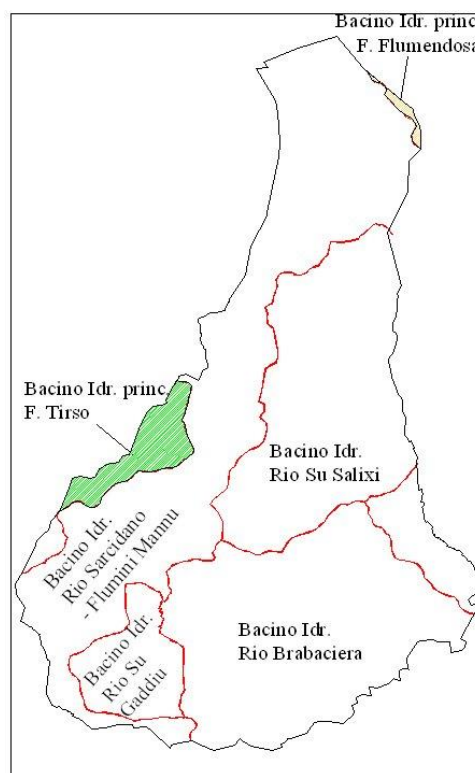 Bacino Idr. princ.
F. Flumendosa
Bacino Idr. princ.
F. Tirso
Bacino Idr.
Rio Su Salixi
Bacino Idr.
Rio Sarcidano
- Flumini Mannu
Bacino Idr.
Rio Brabaciera
Bacino Idr.
Rio Su
Gaddiu